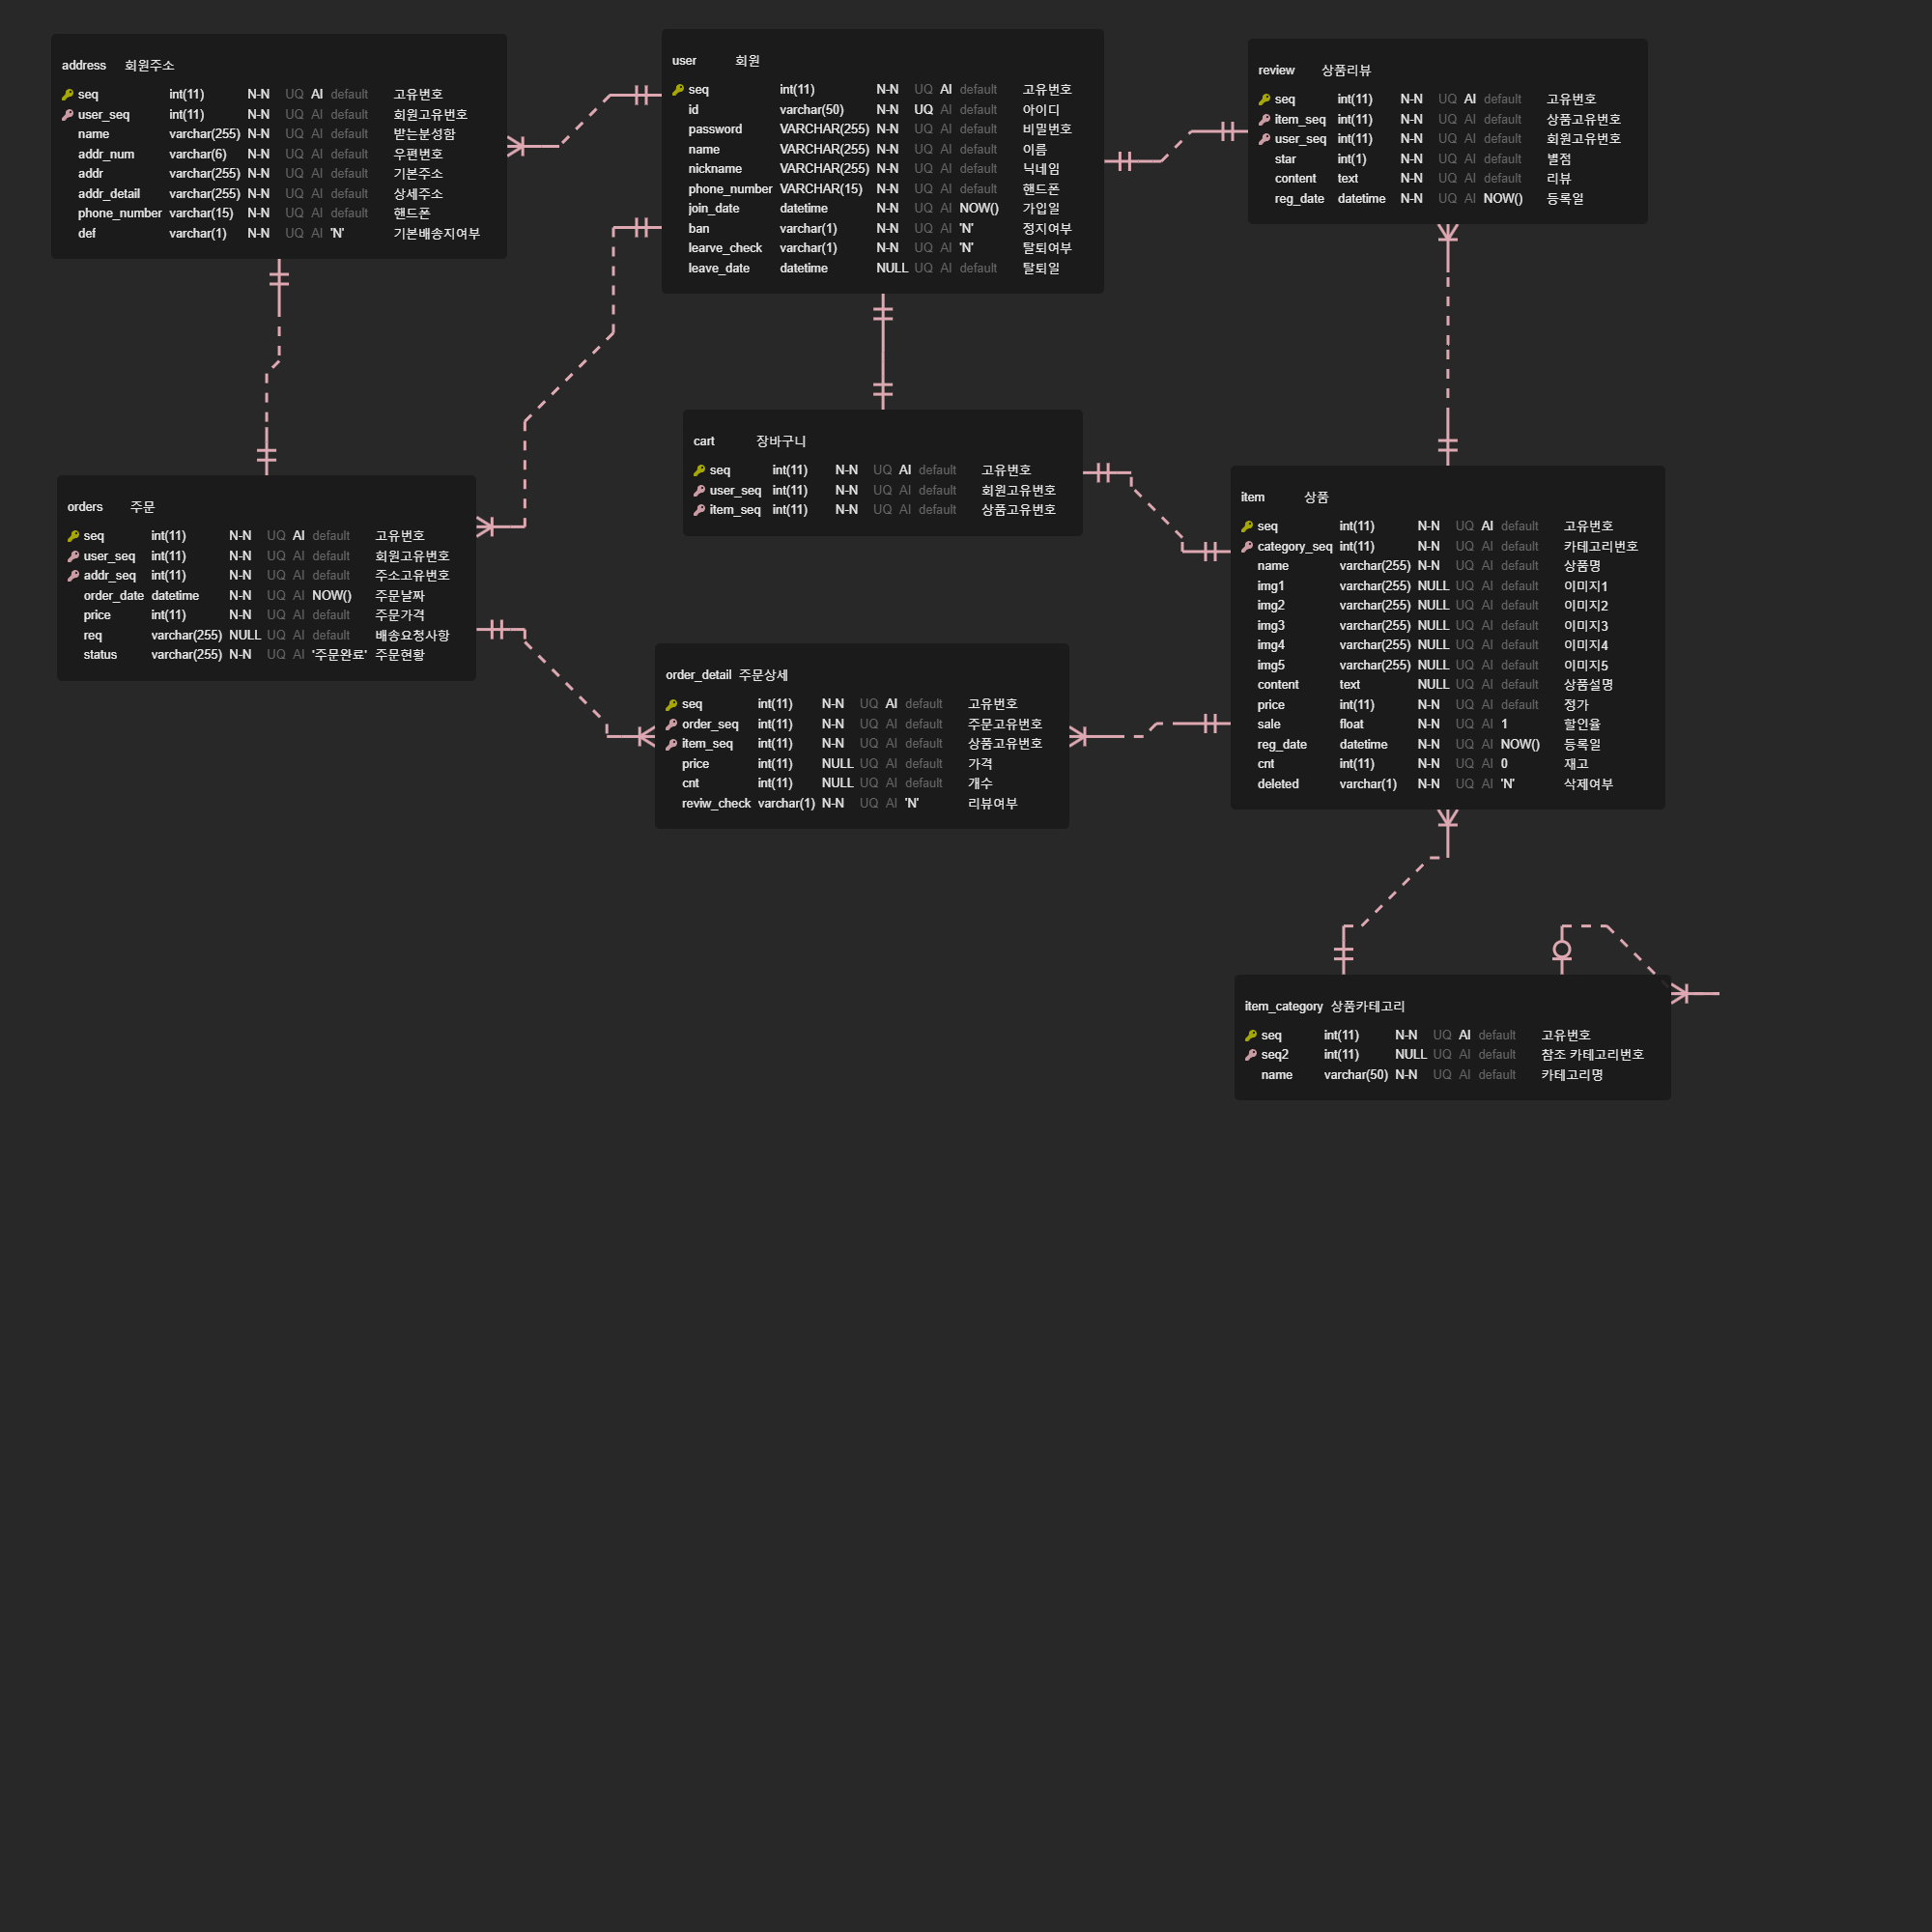 address 회원주소
seq int(11) N-N UQ AI default 고유번호
user_seq int(11) N-N UQ AI default 회원고유번호
name varchar(255) N-N UQ AI default 받는분성함
addr_num varchar(6) N-N UQ AI default 우편번호
addr varchar(255) N-N UQ AI default 기본주소
addr_detail varchar(255) N-N UQ AI default 상세주소
phone_number varchar(15) N-N UQ AI default 핸드폰
def varchar(1) N-N UQ AI 'N' 기본배송지여부
user 회원
seq int(11) N-N UQ AI default 고유번호
id varchar(50) N-N UQ AI default 아이디
password VARCHAR(255) N-N UQ AI default 비밀번호
name VARCHAR(255) N-N UQ AI default 이름
nickname VARCHAR(255) N-N UQ AI default 닉네임
phone_number VARCHAR(15) N-N UQ AI default 핸드폰
join_date datetime N-N UQ AI NOW() 가입일
ban varchar(1) N-N UQ AI 'N' 정지여부
learve_check varchar(1) N-N UQ AI 'N' 탈퇴여부
leave_date datetime NULL UQ AI default 탈퇴일
review 상품리뷰
seq int(11) N-N UQ AI default 고유번호
item_seq int(11) N-N UQ AI default 상품고유번호
user_seq int(11) N-N UQ AI default 회원고유번호
star int(1) N-N UQ AI default 별점
content text N-N UQ AI default 리뷰
reg_date datetime N-N UQ AI NOW() 등록일
cart 장바구니
seq int(11) N-N UQ AI default 고유번호
user_seq int(11) N-N UQ AI default 회원고유번호
item_seq int(11) N-N UQ AI default 상품고유번호
orders 주문
seq int(11) N-N UQ AI default 고유번호
user_seq int(11) N-N UQ AI default 회원고유번호
addr_seq int(11) N-N UQ AI default 주소고유번호
order_date datetime N-N UQ AI NOW() 주문날짜
price int(11) N-N UQ AI default 주문가격
req varchar(255) NULL UQ AI default 배송요청사항
status varchar(255) N-N UQ AI '주문완료' 주문현황
item 상품
seq int(11) N-N UQ AI default 고유번호
category_seq int(11) N-N UQ AI default 카테고리번호
name varchar(255) N-N UQ AI default 상품명
img1 varchar(255) NULL UQ AI default 이미지1
img2 varchar(255) NULL UQ AI default 이미지2
img3 varchar(255) NULL UQ AI default 이미지3
img4 varchar(255) NULL UQ AI default 이미지4
img5 varchar(255) NULL UQ AI default 이미지5
content text NULL UQ AI default 상품설명
price int(11) N-N UQ AI default 정가
sale float N-N UQ AI 1 할인율
reg_date datetime N-N UQ AI NOW() 등록일
cnt int(11) N-N UQ AI 0 재고
deleted varchar(1) N-N UQ AI 'N' 삭제여부
order_detail 주문상세
seq int(11) N-N UQ AI default 고유번호
order_seq int(11) N-N UQ AI default 주문고유번호
item_seq int(11) N-N UQ AI default 상품고유번호
price int(11) NULL UQ AI default 가격
cnt int(11) NULL UQ AI default 개수
reviw_check varchar(1) N-N UQ AI 'N' 리뷰여부
item_category 상품카테고리
seq int(11) N-N UQ AI default 고유번호
seq2 int(11) NULL UQ AI default 참조 카테고리번호
name varchar(50) N-N UQ AI default 카테고리명